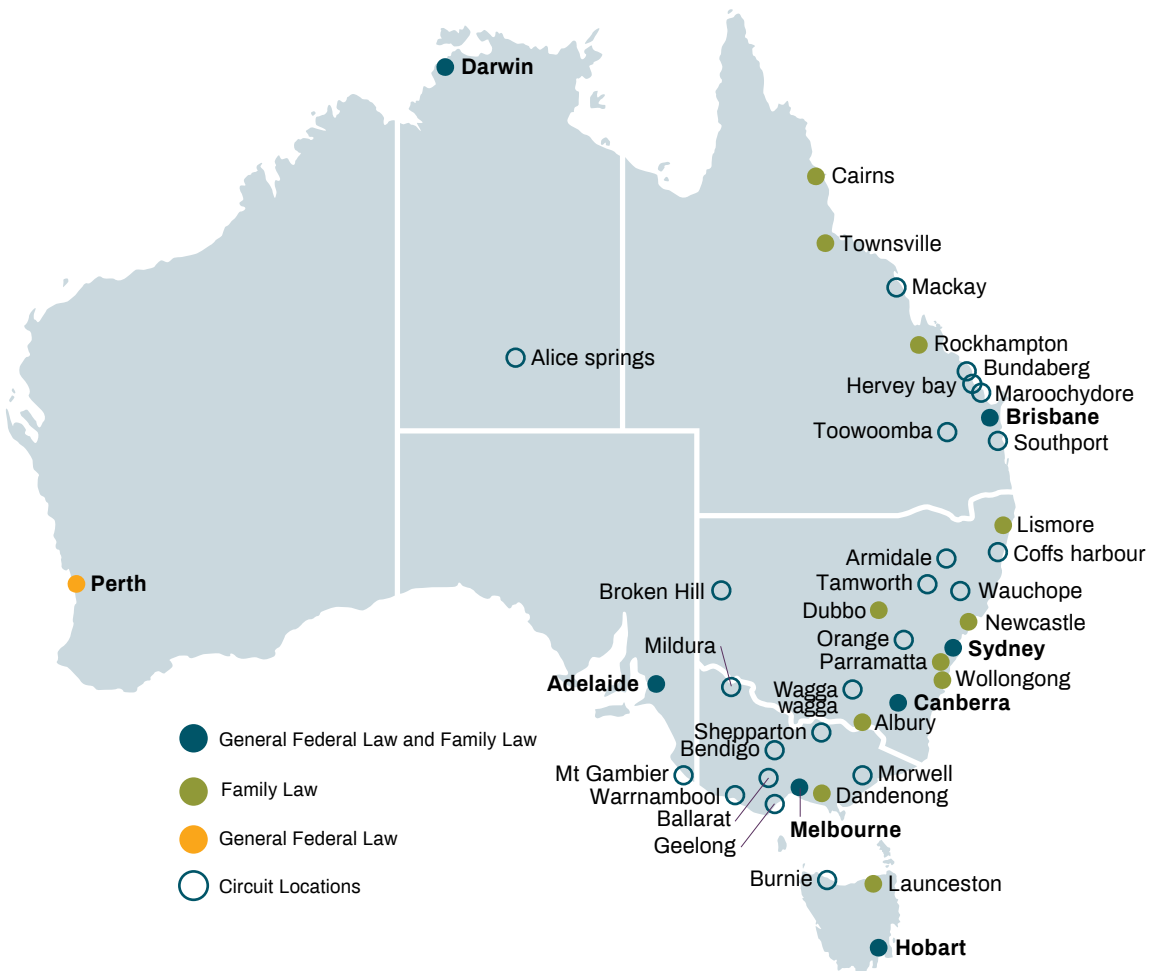 Darwin
Cairns
Townsville
Mackay
Alice springs
Rockhampton
Bundaberg
Hervey bay
Maroochydore
Brisbane
Toowoomba
Southport
Lismore
Coffs harbour
Armidale
Perth
Tamworth
Broken Hill
Wauchope
Dubbo
Newcastle
Orange
Mildura
Sydney
Parramatta
Wollongong
Adelaide
Wagga
wagga
Canberra
Albury
Shepparton
General Federal Law and Family Law
Bendigo
Mt Gambier
Morwell
Family Law
Warrnambool
Dandenong
Ballarat
Melbourne
General Federal Law
Geelong
Burnie
Launceston
Circuit Locations
Hobart